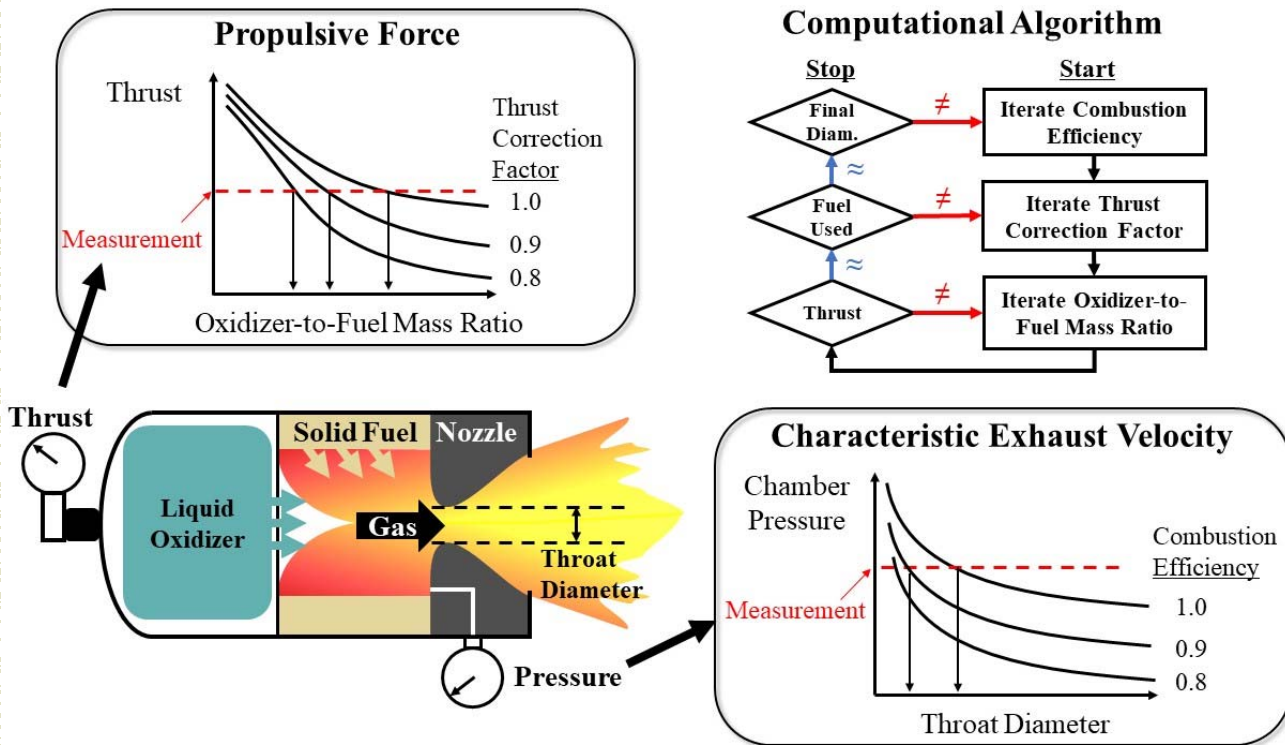 Propulsive Force
Thrust
Thrust
Correction
Factor
1.0
0.9
0.8
Measurement
Oxidizer-to-Fuel Mass Ratio
Computational Algorithm
Stop
Start
Final
Diam.
≠
Iterate Combustion
Efficiency
≈
Fuel
Used
≠
Iterate Thrust
Correction Factor
≈
Thrust
≠
Iterate Oxidizer-to-
Fuel Mass Ratio
Thrust
Liquid
Oxidizer
Solid Fuel
Nozzle
Gas
Throat
Diameter
Pressure
Characteristic Exhaust Velocity
Chamber
Pressure
Combustion
Efficiency
1.0
0.9
0.8
Measurement
Throat Diameter